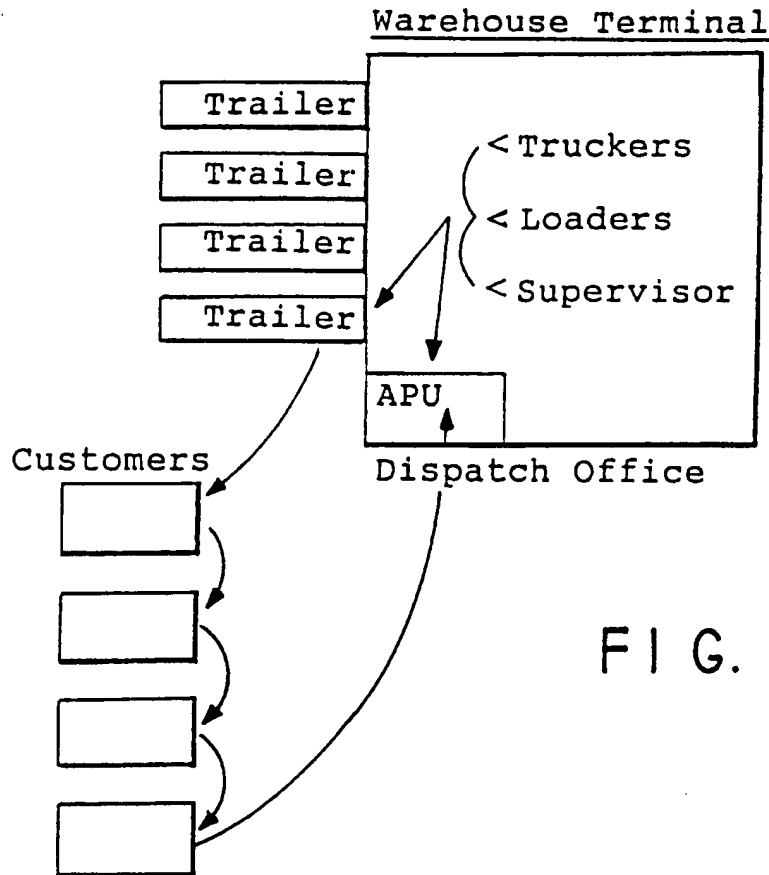 Warehouse Terminal
Trailer
Trailer
Trailer
Trailer
< Truckers
< Loaders
< Supervisor
APU
Dispatch Office
Customers
FIG.